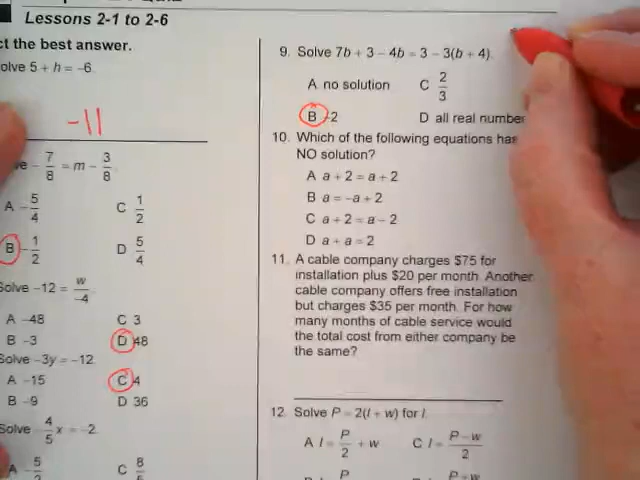 Lessons 2-1 to 2-6
ct the best answer.
olve 5 + h = -6.
-11
ve -7/8 = m - 3/8
A -5/4
C 1/2
B -1/2
D 5/4
Solve -12 = w/-4
A -48
C 3
B -3
D 48
Solve -3y = -12.
A -15
C 4
B -9
D 36
Solve -4/5 x = -2.
A -5
C 8
9. Solve 7b + 3 - 4b = 3 - 3(b + 4).
A no solution
C 2/3
B -2
D all real number
10. Which of the following equations has
NO solution?
A a + 2 = a + 2
B a = -a + 2
C a + 2 = a - 2
D a + a = 2
11. A cable company charges $75 for
installation plus $20 per month. Another
cable company offers free installation
but charges $35 per month. For how
many months of cable service would
the total cost from either company be
the same?
12. Solve P = 2(l + w) for l.
A l = P/2 + w
C l = P - w/2
P